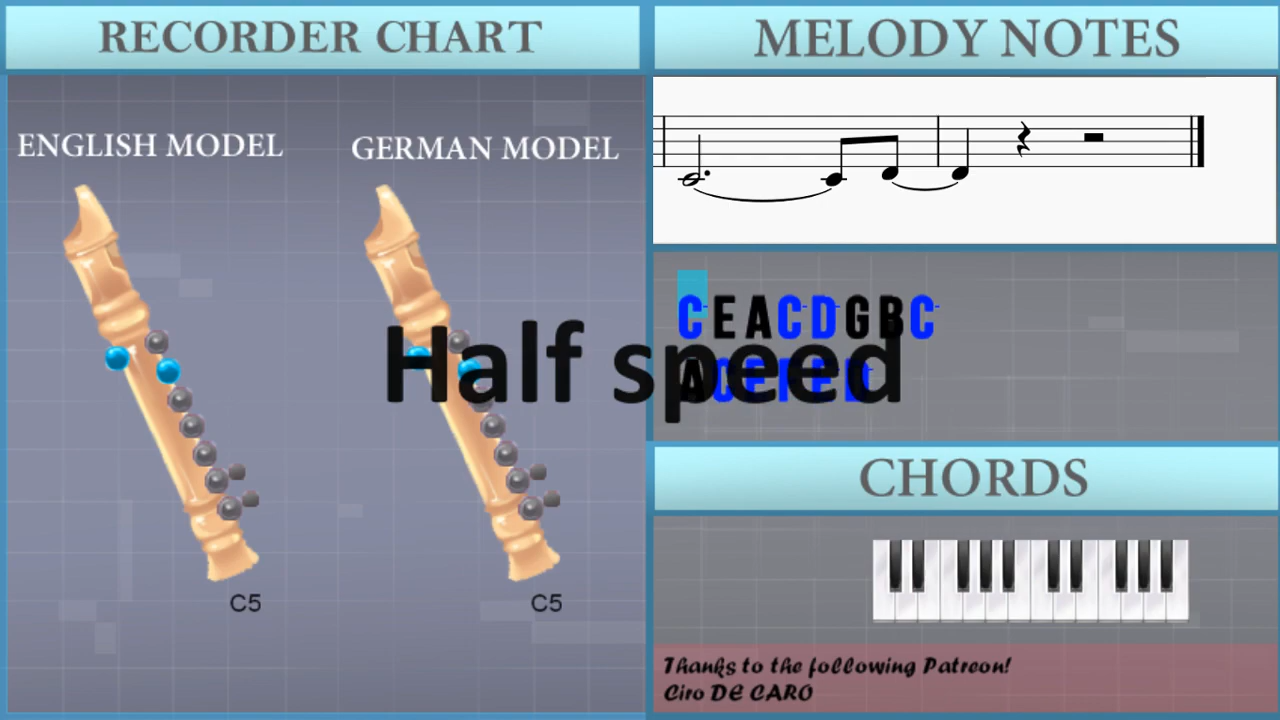 RECORDER CHART
MELODY NOTES
ENGLISH MODEL
GERMAN MODEL
C E A C D G B C
Half speed
C5
C5
CHORDS
Thanks to the following Patreon!
Ciro DE CARO